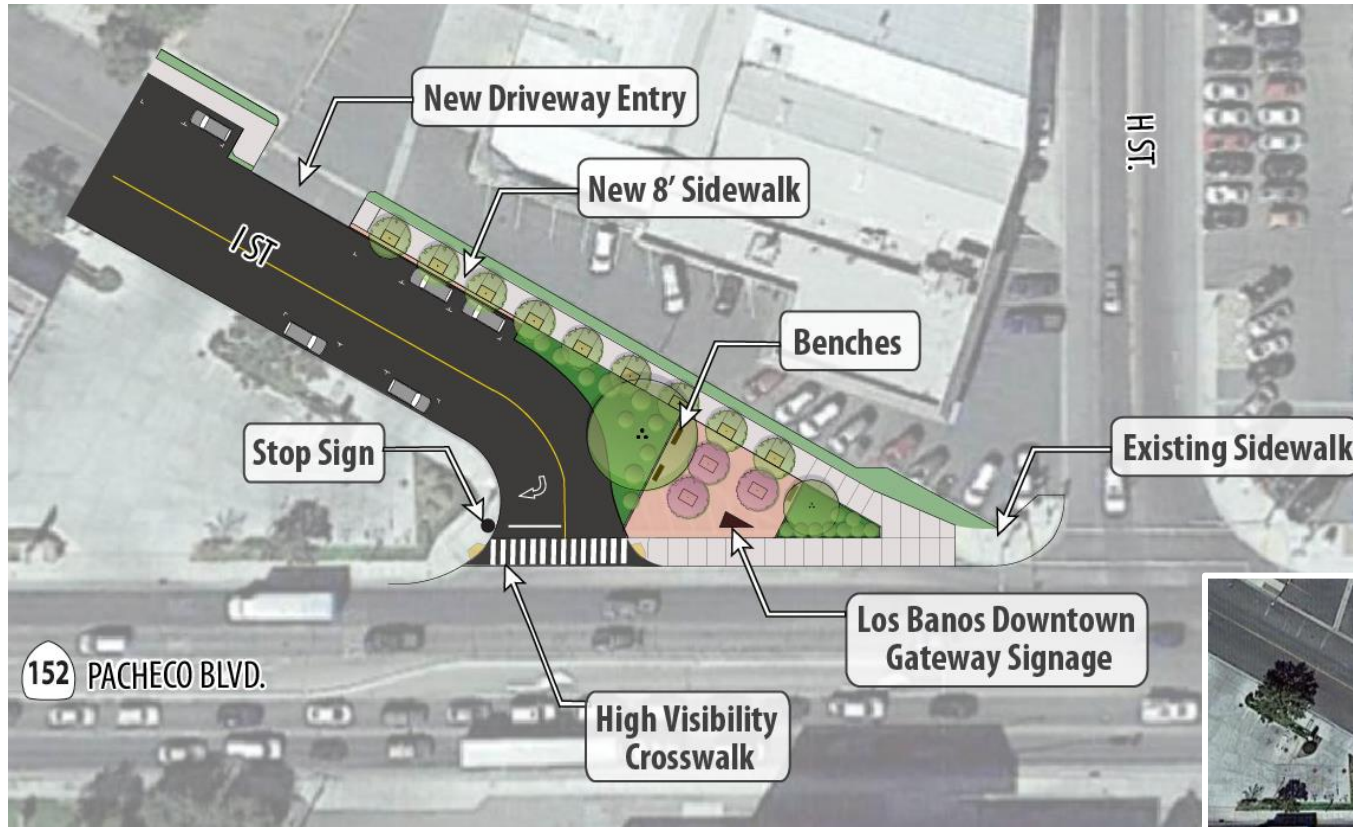 New Driveway Entry
H ST.
New 8' Sidewalk
I ST
Benches
Stop Sign
Existing Sidewalk
Los Banos Downtown
Gateway Signage
152 PACHECO BLVD.
High Visibility
Crosswalk